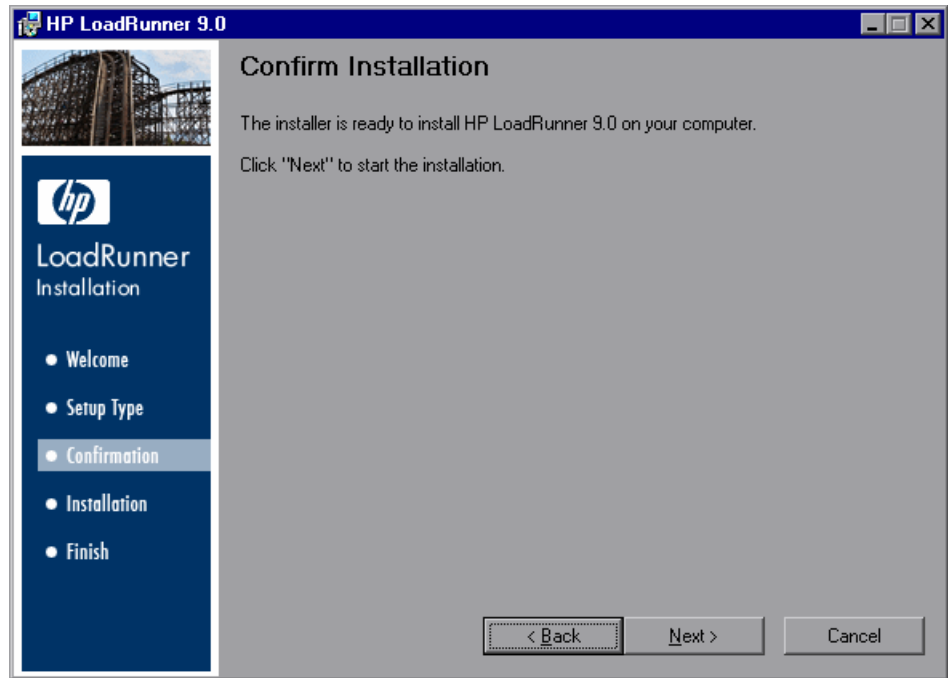 HP LoadRunner 9.0
Confirm Installation
The installer is ready to install HP LoadRunner 9.0 on your computer.
Click "Next" to start the installation.
hp
LoadRunner
Installation
Welcome
Setup Type
Confirmation
Installation
Finish
< Back
Next >
Cancel